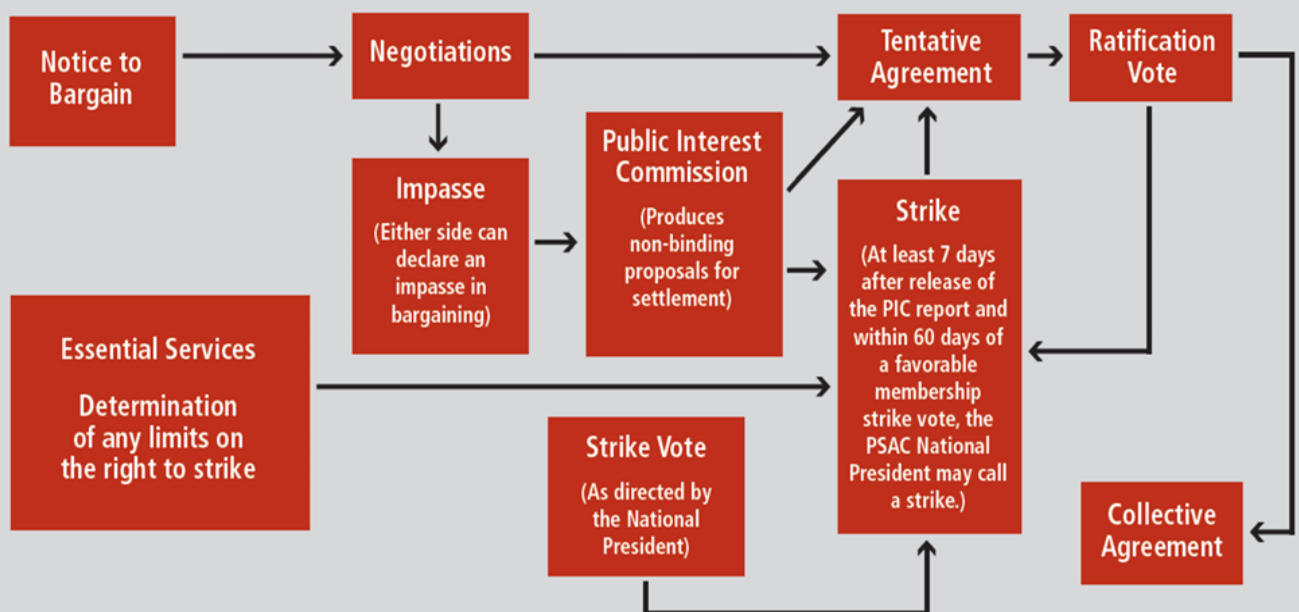 Notice to
Bargain
Negotiations
Tentative
Agreement
Ratification
Vote
Impasse
(Either side can
declare an
impasse in
bargaining)
Public Interest
Commission
(Produces
non-binding
proposals for
settlement)
Strike
(At least 7 days
after release of
the PIC report and
within 60 days of
a favorable
membership
strike vote, the
PSAC National
President may call
a strike.)
Essential Services
Determination
of any limits on
the right to strike
Strike Vote
(As directed by
the National
President)
Collective
Agreement